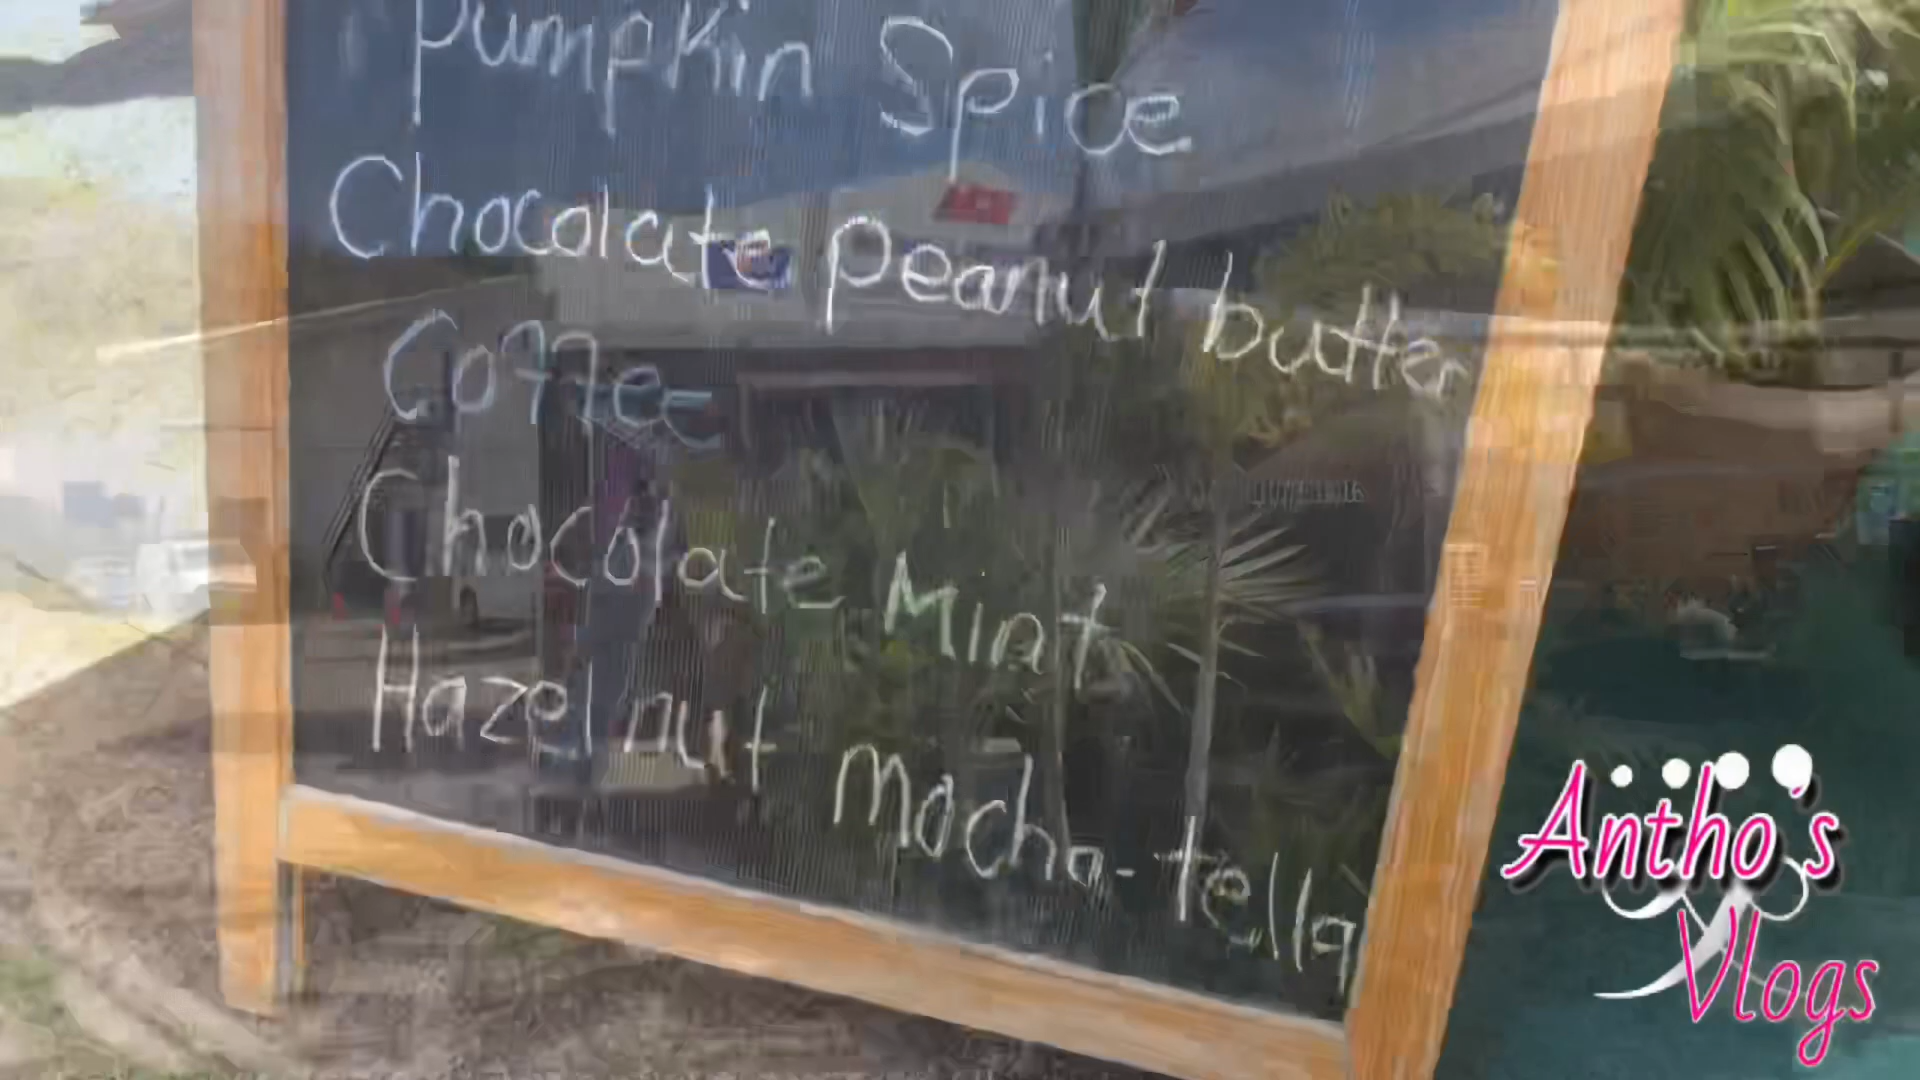 Pumpkin Spice
Chocolate Peanut butter
Coffee
Chocolate Mint
Hazelnut Mocha-tella
Antho's
Vlogs